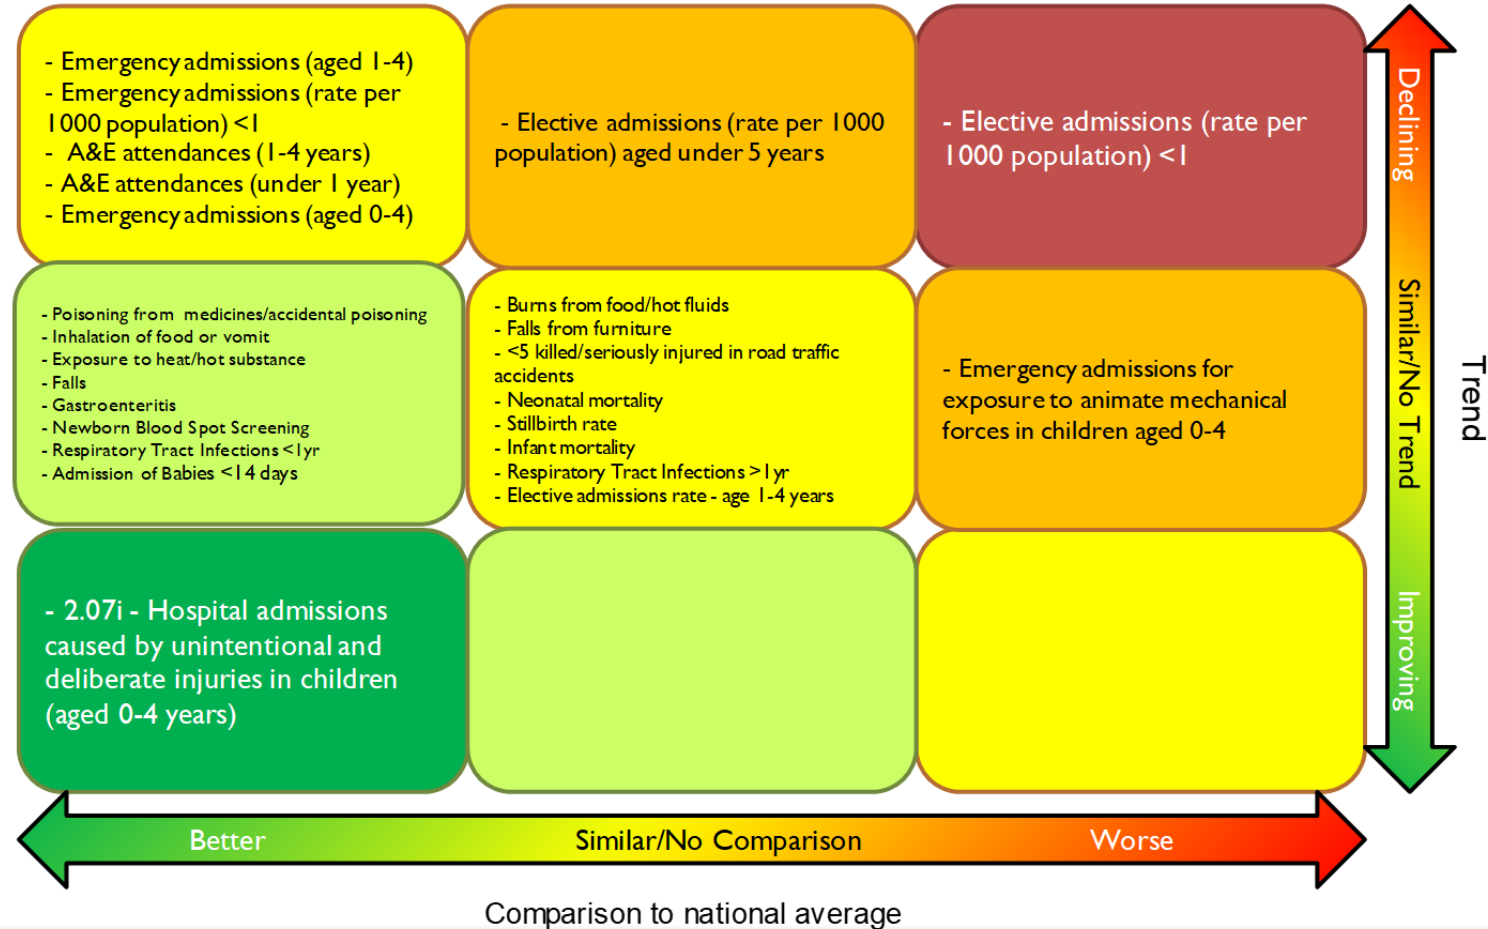 - Emergency admissions (aged 1-4)
- Emergency admissions (rate per
1000 population) <1
- A&E attendances (1-4 years)
- A&E attendances (under 1 year)
- Emergency admissions (aged 0-4)
- Elective admissions (rate per 1000
population) aged under 5 years
- Elective admissions (rate per
1000 population) <1
- Poisoning from medicines/accidental poisoning
- Inhalation of food or vomit
- Exposure to heat/hot substance
- Falls
- Gastroenteritis
- Newborn Blood Spot Screening
- Respiratory Tract Infections <1yr
- Admission of Babies <14 days
- Burns from food/hot fluids
- Falls from furniture
- <5 killed/seriously injured in road traffic
accidents
- Neonatal mortality
- Stillbirth rate
- Infant mortality
- Respiratory Tract Infections >1yr
- Elective admissions rate - age 1-4 years
- Emergency admissions for
exposure to animate mechanical
forces in children aged 0-4
- 2.07i - Hospital admissions
caused by unintentional and
deliberate injuries in children
(aged 0-4 years)
Declining
Similar/No Trend
Improving
Trend
Better
Similar/No Comparison
Worse
Comparison to national average